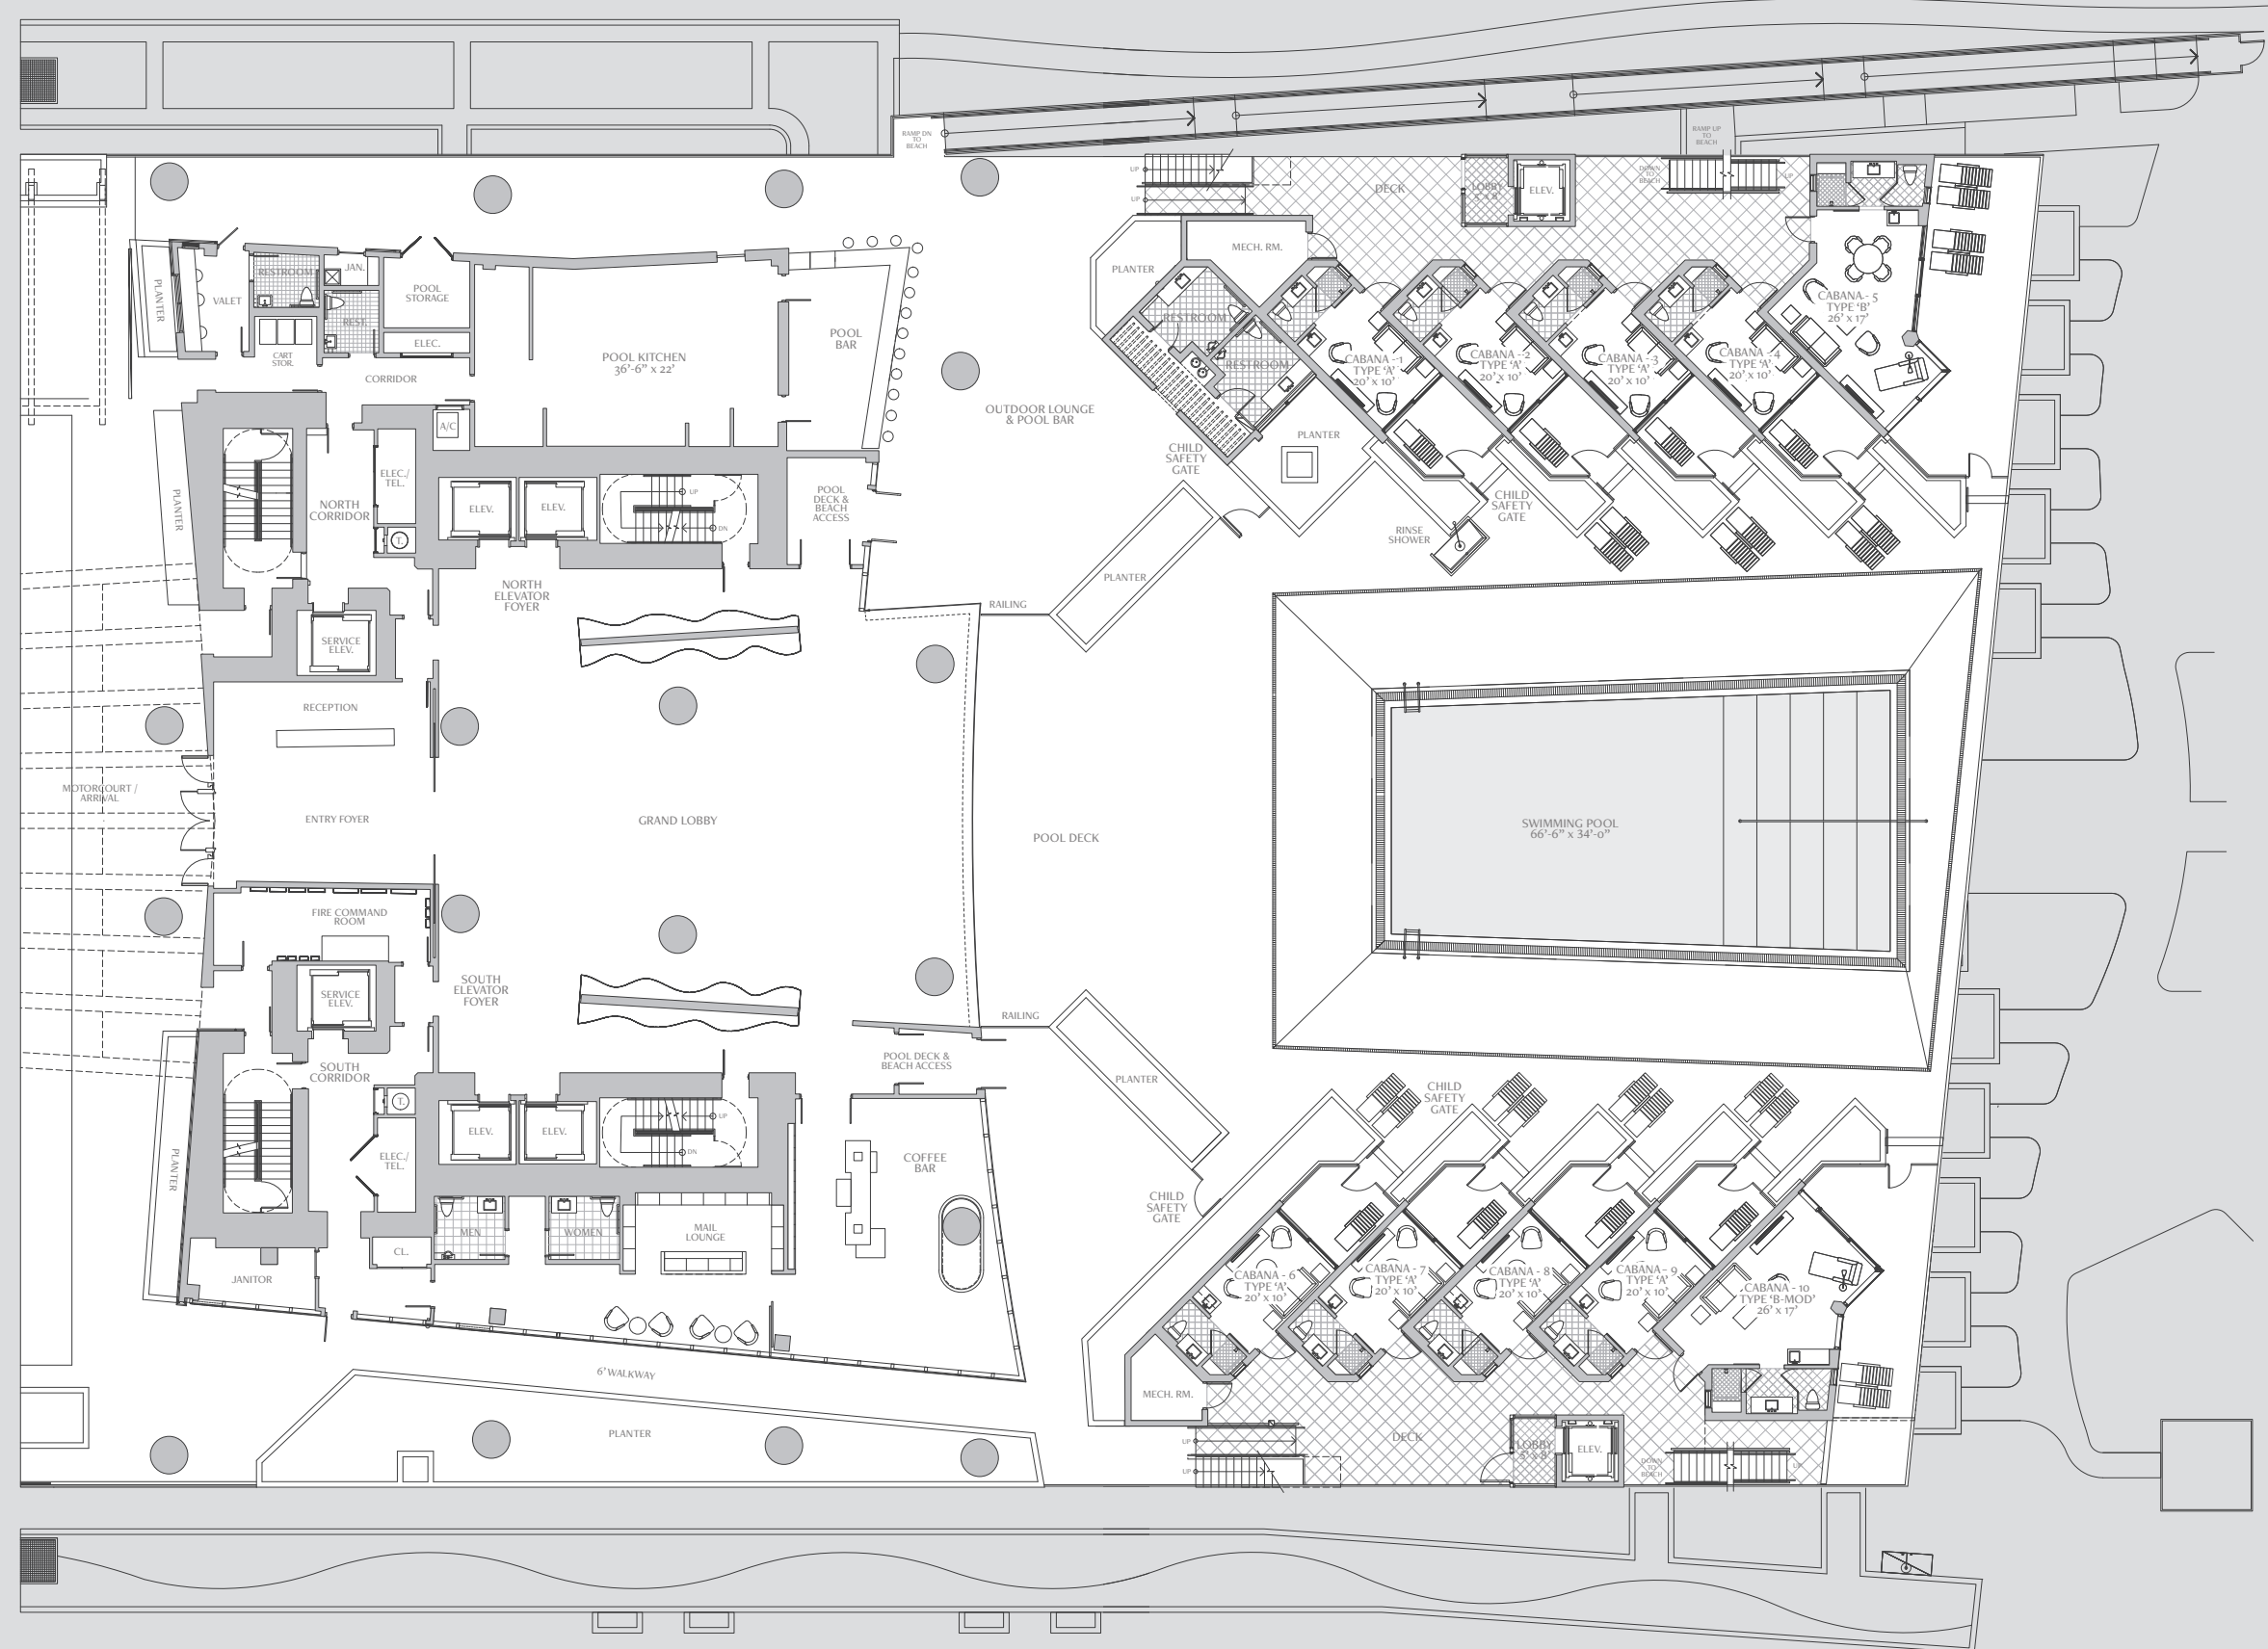 RAMP DN
TO
BEACH
RAMP UP
TO
BEACH
UP
UP
DECK
LOBBY
5' x 8'
ELEV.
DOWN
TO
BEACH
UP
PLANTER
VALET
RESTROOM
JAN.
REST.
CART
STOR.
POOL
STORAGE
ELEC.
CORRIDOR
POOL KITCHEN
36'-6" x 22'
POOL
BAR
OUTDOOR LOUNGE
& POOL BAR
PLANTER
MECH. RM.
RESTROOM
RESTROOM
CABANA - 1
TYPE 'A'
20' x 10'
CABANA - 2
TYPE 'A'
20' x 10'
CABANA - 3
TYPE 'A'
20' x 10'
CABANA - 4
TYPE 'A'
20' x 10'
CABANA - 5
TYPE 'B'
26' x 17'
A/C
PLANTER
NORTH
CORRIDOR
ELEC./
TEL.
T.
ELEV.
ELEV.
UP
DN
POOL
DECK &
BEACH
ACCESS
CHILD
SAFETY
GATE
PLANTER
CHILD
SAFETY
GATE
RINSE
SHOWER
NORTH
ELEVATOR
FOYER
PLANTER
RAILING
SERVICE
ELEV.
RECEPTION
MOTORCOURT /
ARRIVAL
ENTRY FOYER
GRAND LOBBY
POOL DECK
SWIMMING POOL
66'-6" x 34'-0"
FIRE COMMAND
ROOM
SERVICE
ELEV.
SOUTH
ELEVATOR
FOYER
RAILING
SOUTH
CORRIDOR
POOL DECK &
BEACH ACCESS
PLANTER
CHILD
SAFETY
GATE
T.
ELEV.
ELEV.
UP
DN
PLANTER
ELEC./
TEL.
COFFEE
BAR
CHILD
SAFETY
GATE
MEN
WOMEN
MAIL
LOUNGE
CL.
JANITOR
CABANA - 6
TYPE 'A'
20' x 10'
CABANA - 7
TYPE 'A'
20' x 10'
CABANA - 8
TYPE 'A'
20' x 10'
CABANA - 9
TYPE 'A'
20' x 10'
CABANA - 10
TYPE 'B-MOD'
26' x 17'
6' WALKWAY
MECH. RM.
PLANTER
UP
UP
DECK
LOBBY
5' x 8'
ELEV.
DOWN
TO
BEACH
UP